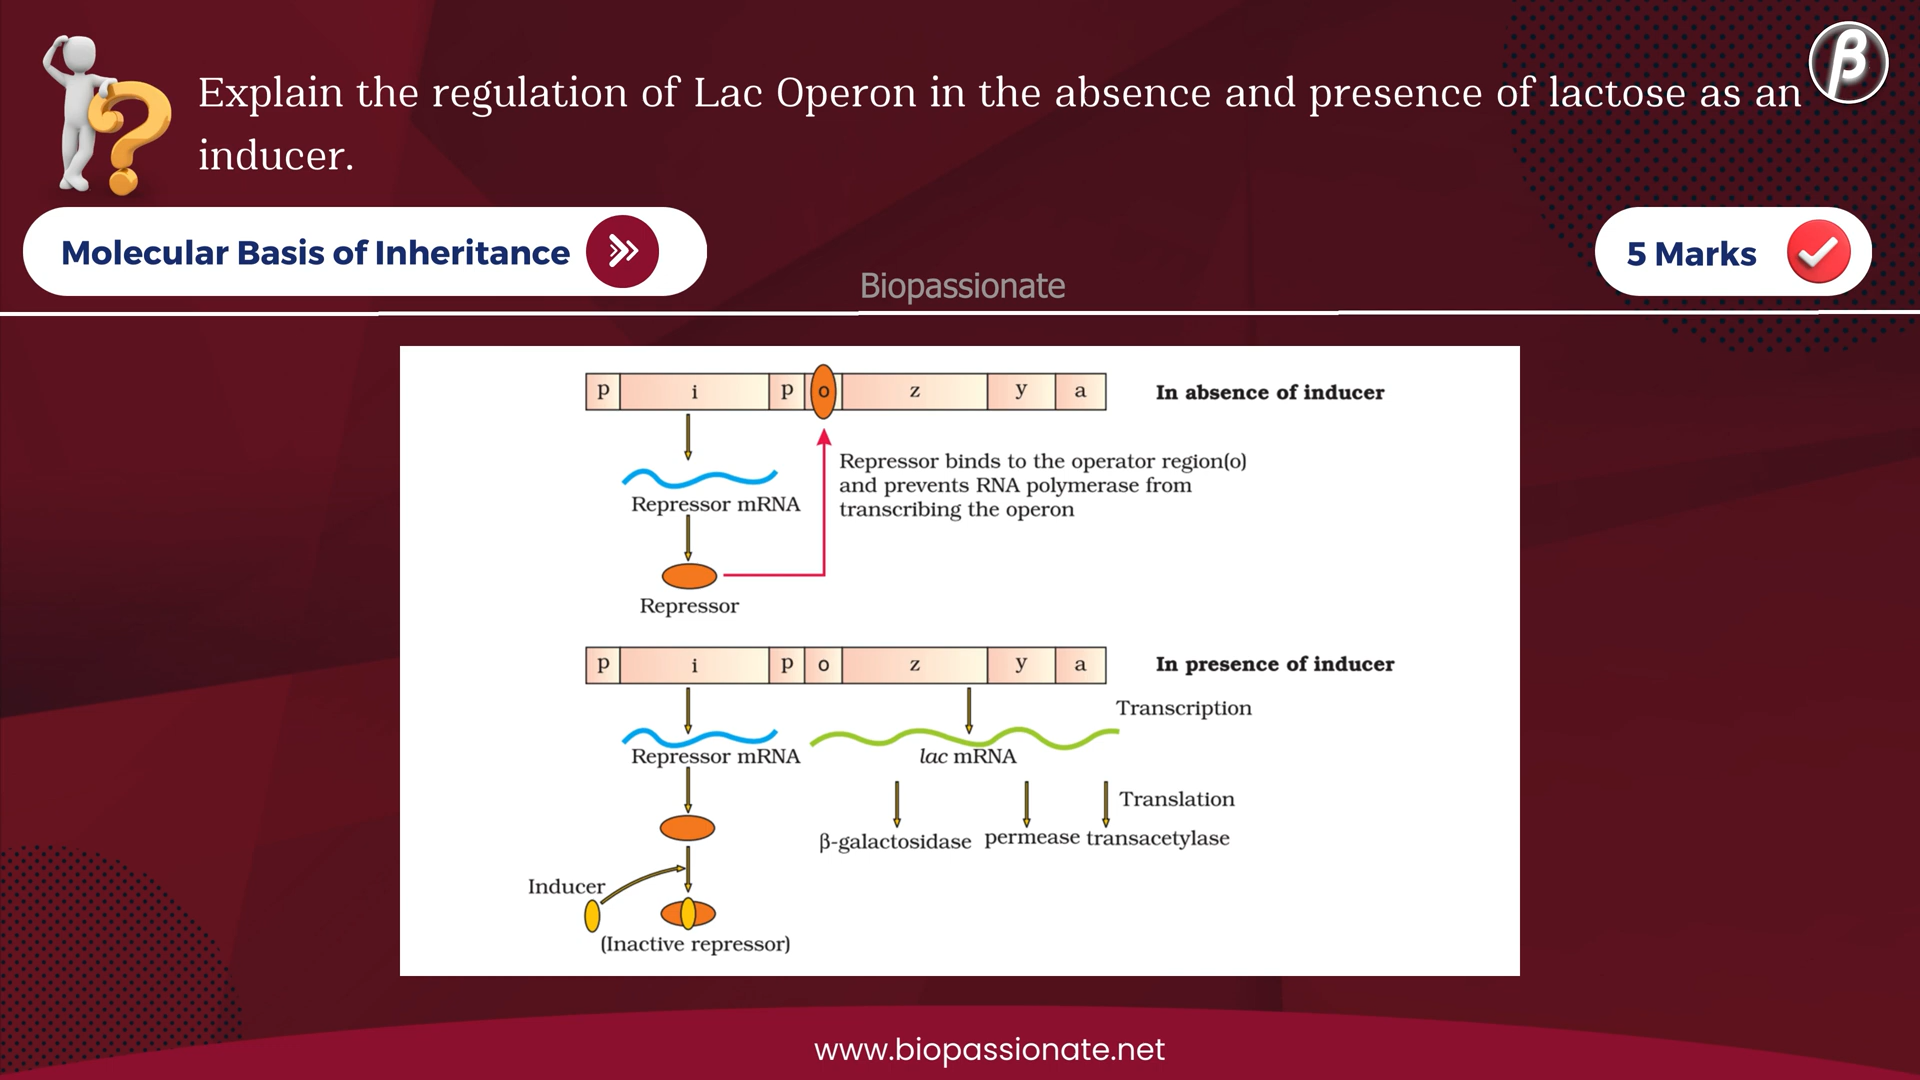 β
Explain the regulation of Lac Operon in the absence and presence of lactose as an
inducer.
Molecular Basis of Inheritance
5 Marks
Biopassionate
p i p o z y a
In absence of inducer
Repressor binds to the operator region(o)
and prevents RNA polymerase from
transcribing the operon
Repressor mRNA
Repressor
p i p o z y a
In presence of inducer
Transcription
Repressor mRNA
lac mRNA
Translation
β-galactosidase permease transacetylase
Inducer
(Inactive repressor)
www.biopassionate.net